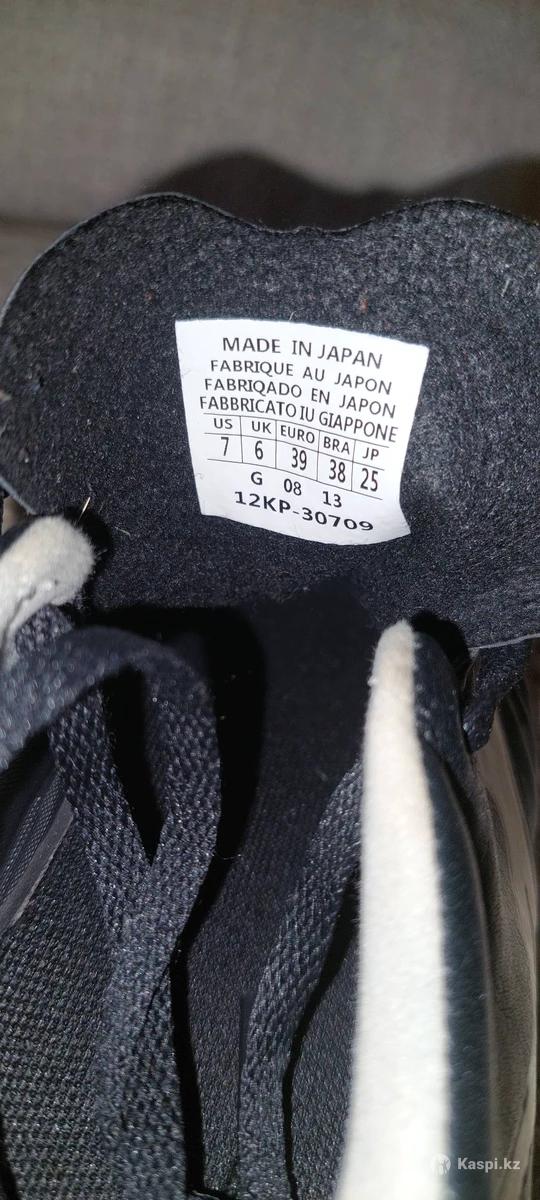 MADE IN JAPAN
FABRIQUE AU JAPON
FABRIQADO EN JAPON
FABBRICATO IU GIAPPONE
US UK EURO BRA JP
7 6 39 38 25
G 08 13
12KP-30709
Kaspi.kz